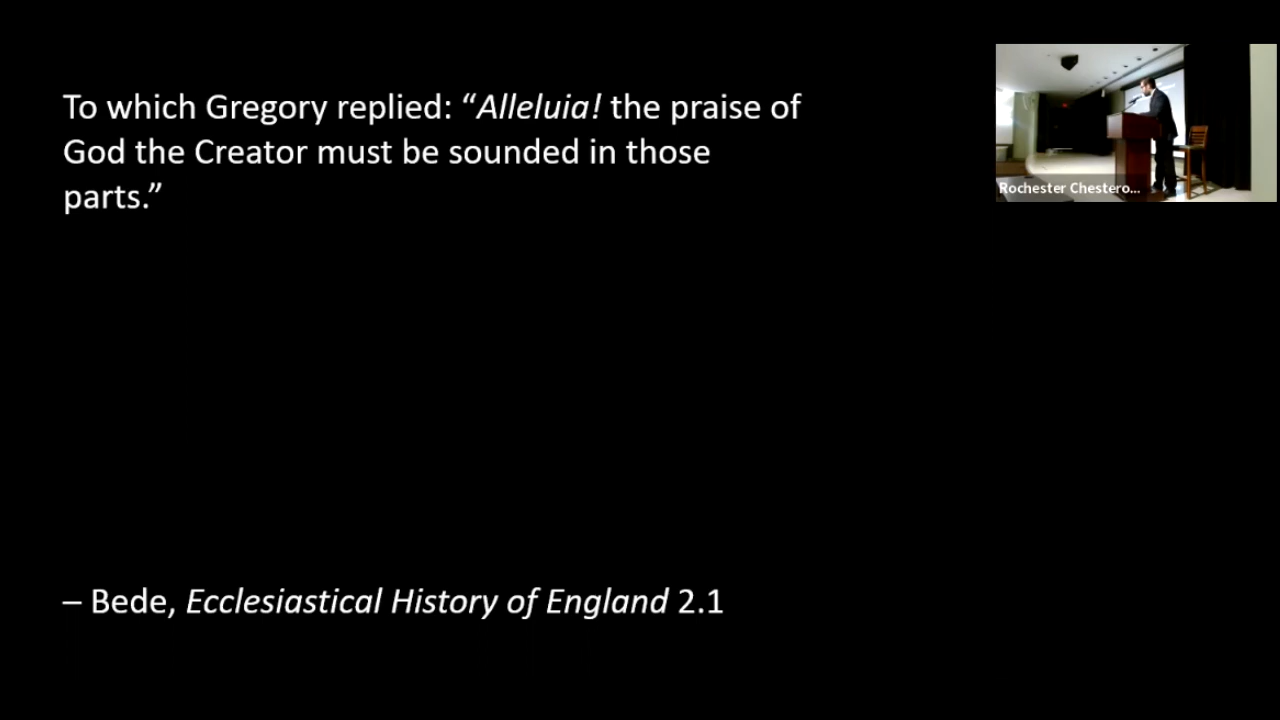 To which Gregory replied: “Alleluia! the praise of
God the Creator must be sounded in those
parts.”
Rochester Chestero...
– Bede, Ecclesiastical History of England 2.1